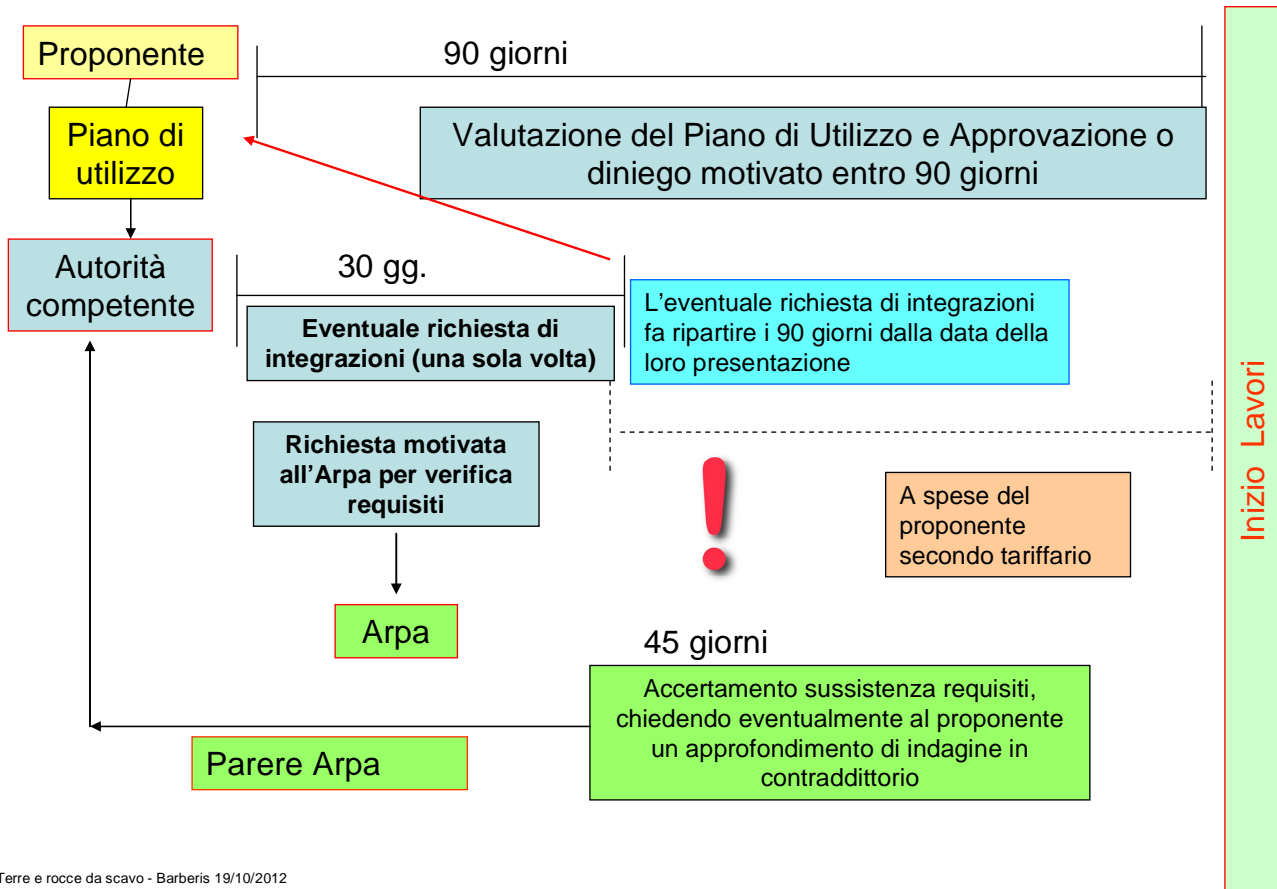 Proponente
90 giorni
Piano di
utilizzo
Valutazione del Piano di Utilizzo e Approvazione o
diniego motivato entro 90 giorni
Autorità
competente
30 gg.
Eventuale richiesta di
integrazioni (una sola volta)
L'eventuale richiesta di integrazioni
fa ripartire i 90 giorni dalla data della
loro presentazione
Richiesta motivata
all'Arpa per verifica
requisiti
!
A spese del
proponente
secondo tariffario
Inizio Lavori
Arpa
45 giorni
Accertamento sussistenza requisiti,
chiedendo eventualmente al proponente
un approfondimento di indagine in
contraddittorio
Parere Arpa
Terre e rocce da scavo - Barberis 19/10/2012